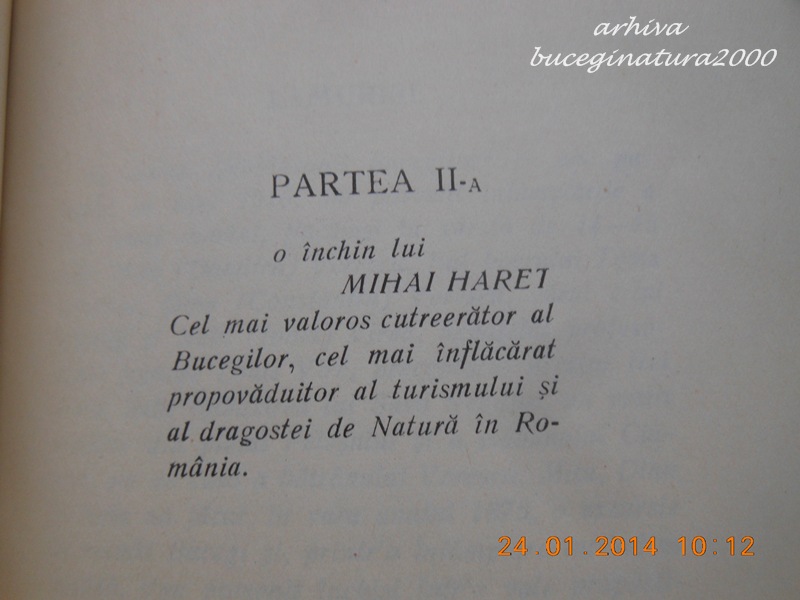 arhiva
buceginatura2000
PARTEA II-A
o închin lui
MIHAI HARET
Cel mai valoros cutreerător al
Bucegilor, cel mai înflăcărat
propovăduitor al turismului și
al dragostei de Natură în Ro-
mânia.
24.01.2014 10:12